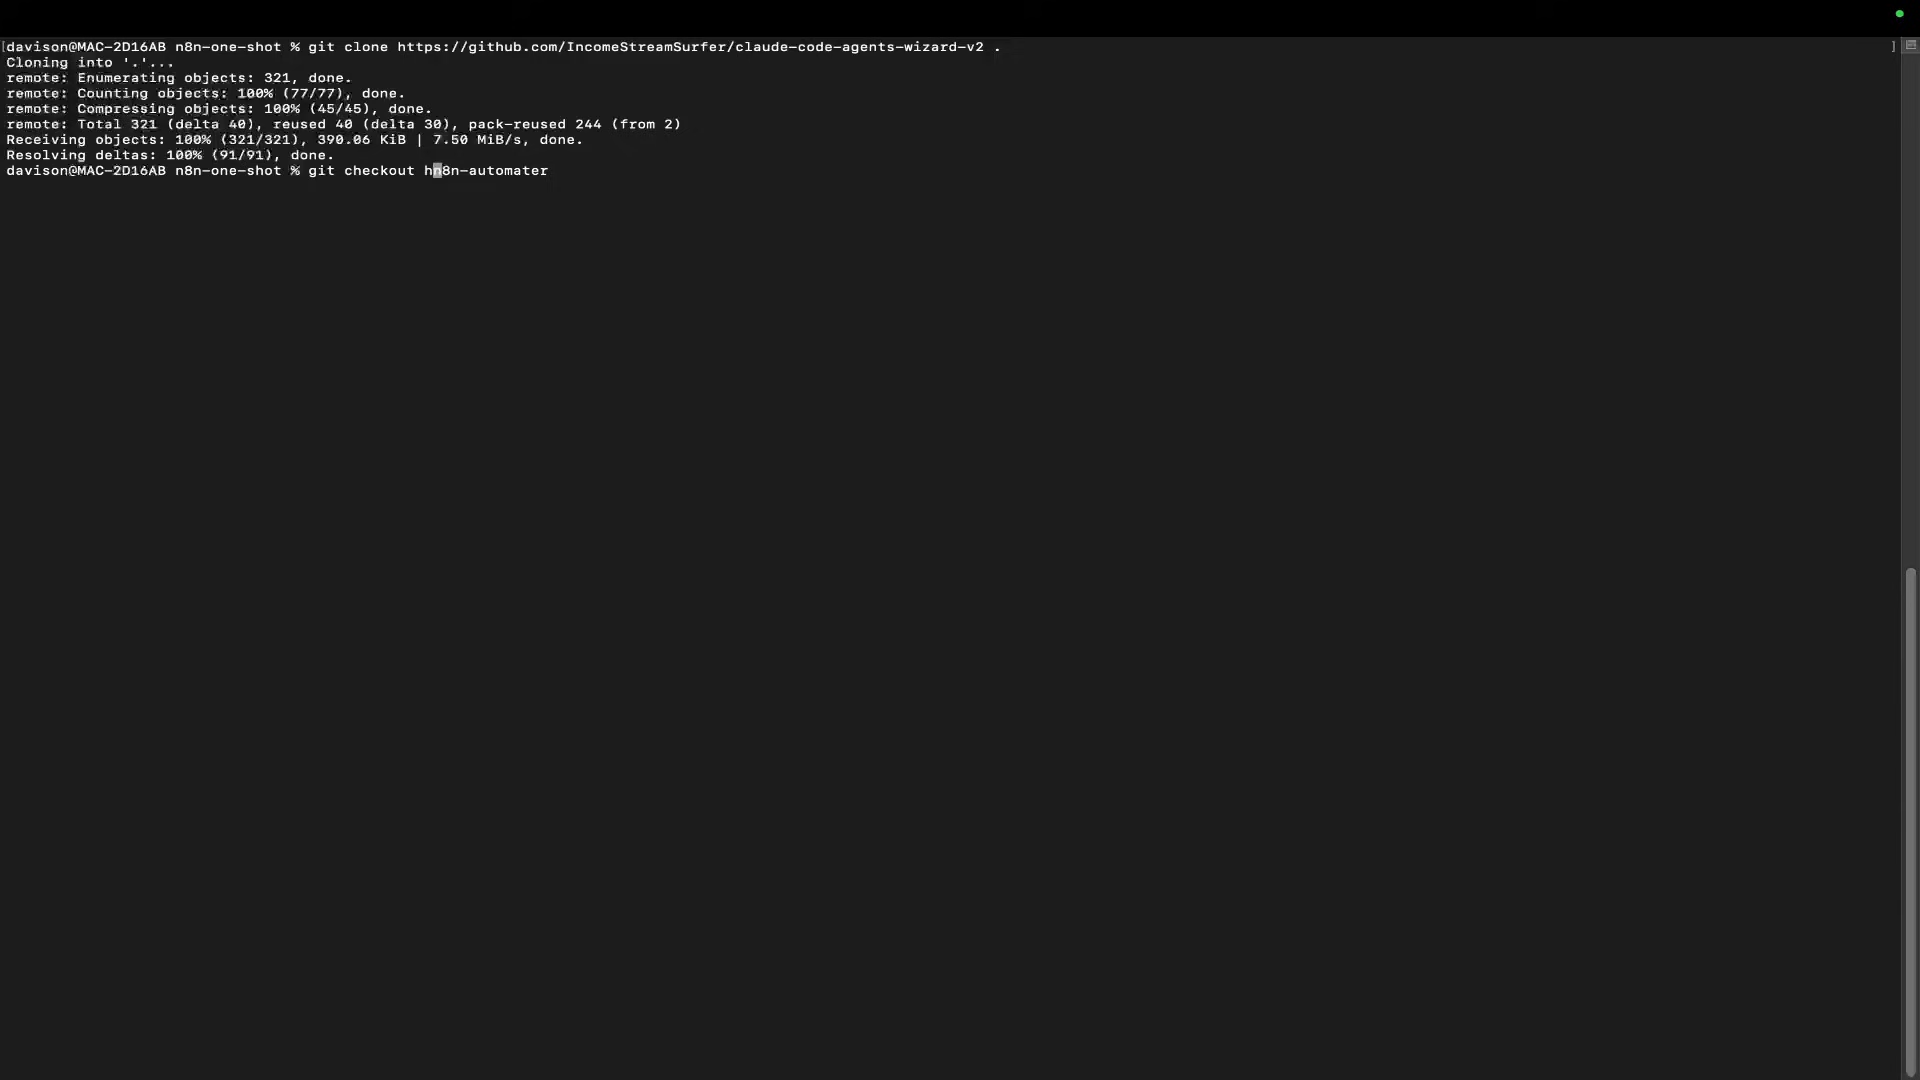 [davison@MAC-2D16AB n8n-one-shot % git clone https://github.com/IncomeStreamSurfer/claude-code-agents-wizard-v2 . ]
Cloning into '.'...
remote: Enumerating objects: 321, done.
remote: Counting objects: 100% (77/77), done.
remote: Compressing objects: 100% (45/45), done.
remote: Total 321 (delta 40), reused 40 (delta 30), pack-reused 244 (from 2)
Receiving objects: 100% (321/321), 390.06 KiB | 7.50 MiB/s, done.
Resolving deltas: 100% (91/91), done.
davison@MAC-2D16AB n8n-one-shot % git checkout hn8n-automater